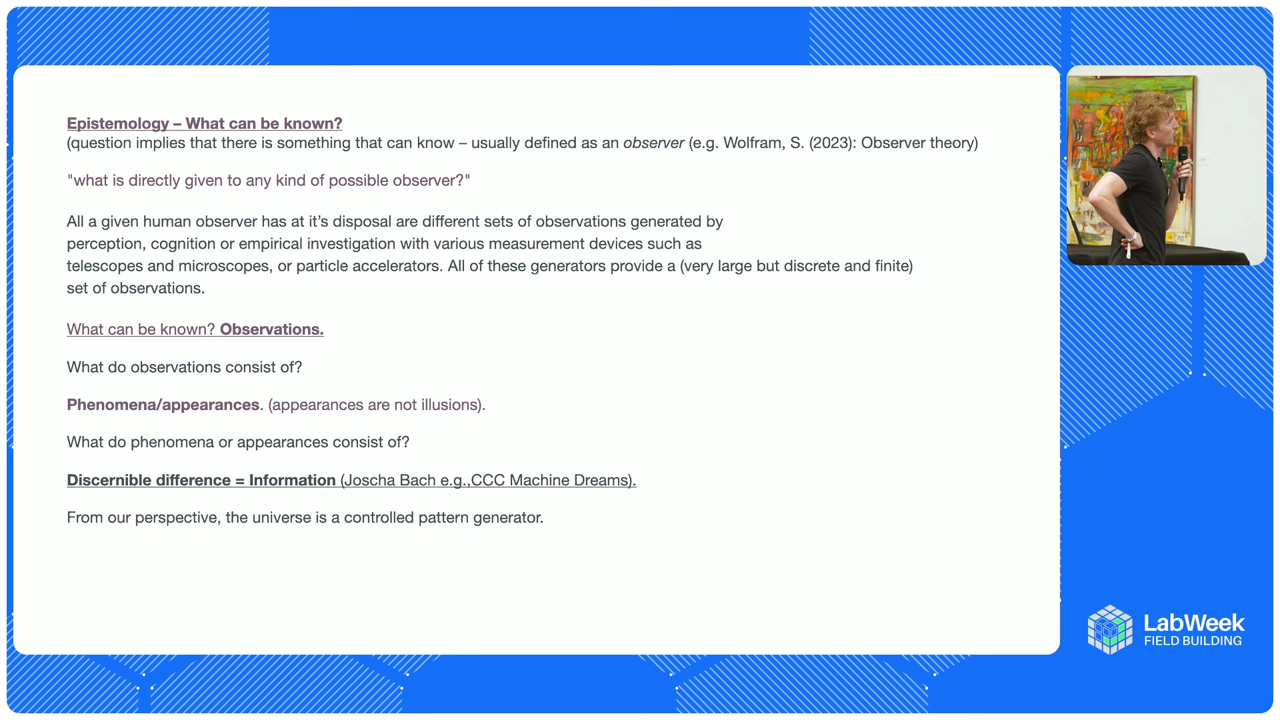 Epistemology – What can be known?
(question implies that there is something that can know – usually defined as an observer (e.g. Wolfram, S. (2023): Observer theory)
"what is directly given to any kind of possible observer?"
All a given human observer has at it’s disposal are different sets of observations generated by
perception, cognition or empirical investigation with various measurement devices such as
telescopes and microscopes, or particle accelerators. All of these generators provide a (very large but discrete and finite)
set of observations.
What can be known? Observations.
What do observations consist of?
Phenomena/appearances. (appearances are not illusions).
What do phenomena or appearances consist of?
Discernible difference = Information (Joscha Bach e.g.,CCC Machine Dreams).
From our perspective, the universe is a controlled pattern generator.
LabWeek
FIELD BUILDING